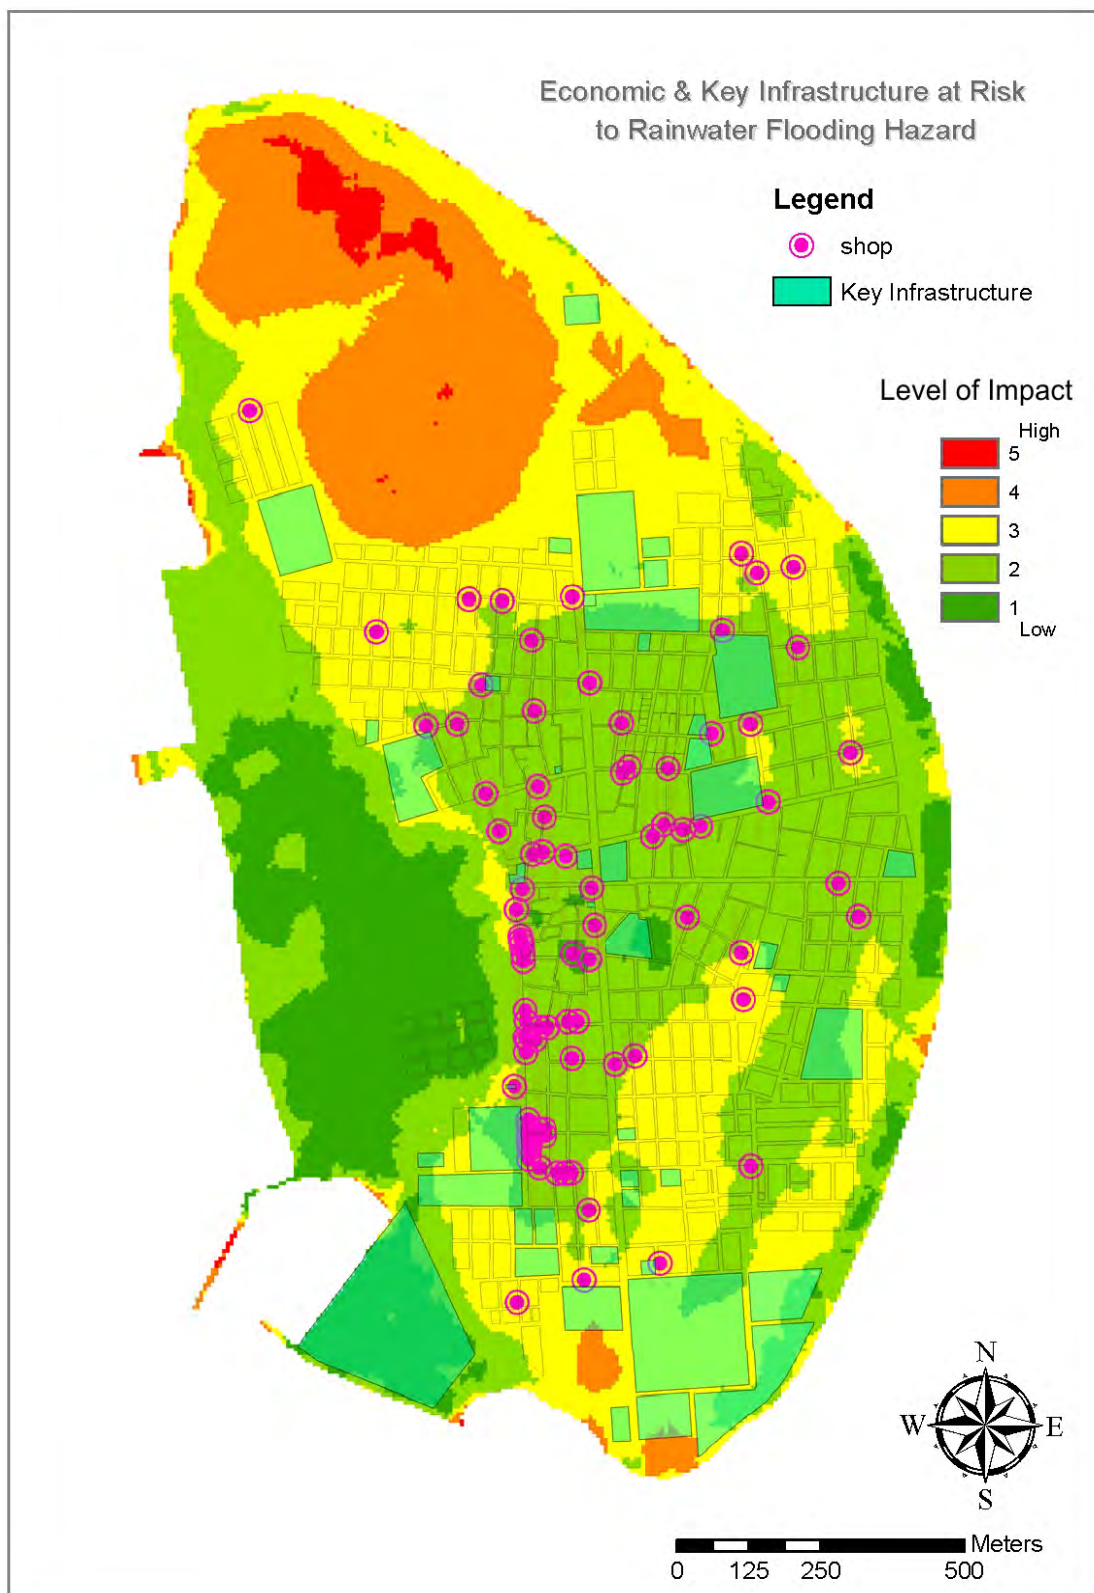 Economic & Key Infrastructure at Risk
to Rainwater Flooding Hazard
Legend
shop
Key Infrastructure
Level of Impact
High
5
4
3
2
1
Low
N
W
E
S
Meters
0
125
250
500